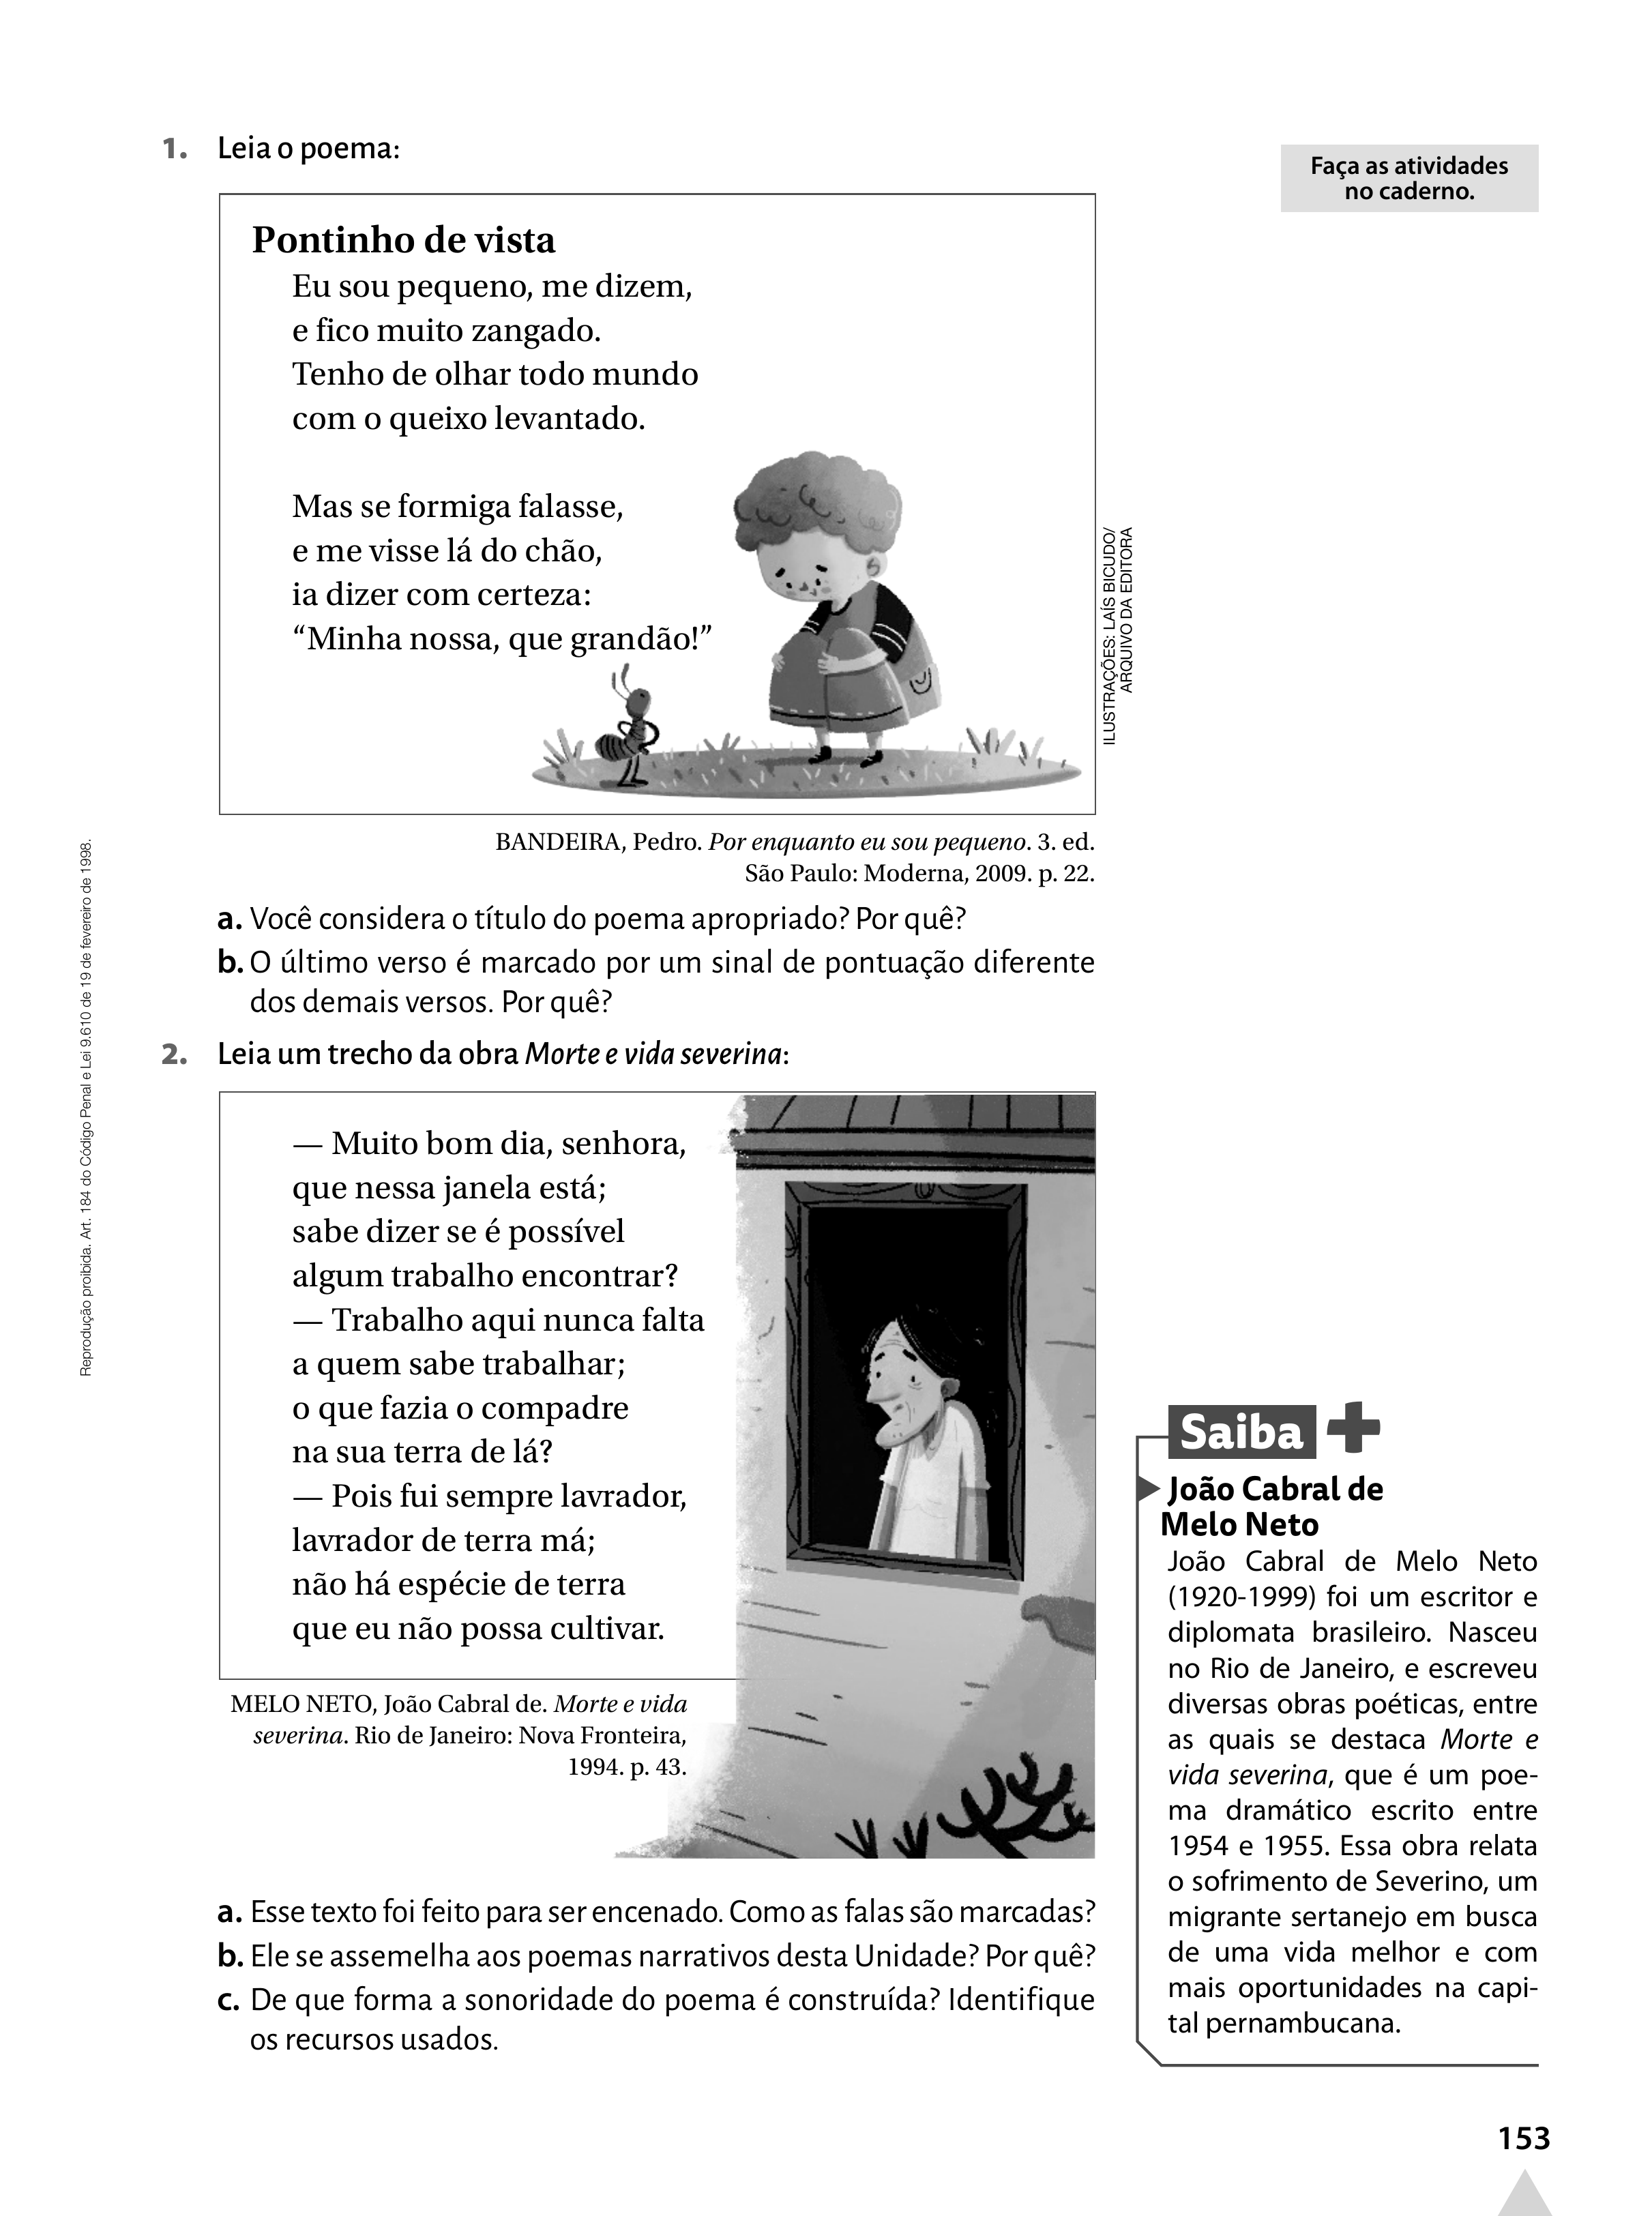 1. Leia o poema:
Faça as atividades
no caderno.
Pontinho de vista
Eu sou pequeno, me dizem,
e fico muito zangado.
Tenho de olhar todo mundo
com o queixo levantado.
Mas se formiga falasse,
e me visse lá do chão,
ia dizer com certeza:
“Minha nossa, que grandão!”
ILUSTRAÇÕES: LAÍS BICUDO/
ARQUIVO DA EDITORA
BANDEIRA, Pedro. Por enquanto eu sou pequeno. 3. ed.
São Paulo: Moderna, 2009. p. 22.
a. Você considera o título do poema apropriado? Por quê?
b. O último verso é marcado por um sinal de pontuação diferente
dos demais versos. Por quê?
2. Leia um trecho da obra Morte e vida severina:
— Muito bom dia, senhora,
que nessa janela está;
sabe dizer se é possível
algum trabalho encontrar?
— Trabalho aqui nunca falta
a quem sabe trabalhar;
o que fazia o compadre
na sua terra de lá?
— Pois fui sempre lavrador,
lavrador de terra má;
não há espécie de terra
que eu não possa cultivar.
MELO NETO, João Cabral de. Morte e vida
severina. Rio de Janeiro: Nova Fronteira,
1994. p. 43.
a. Esse texto foi feito para ser encenado. Como as falas são marcadas?
b. Ele se assemelha aos poemas narrativos desta Unidade? Por quê?
c. De que forma a sonoridade do poema é construída? Identifique
os recursos usados.
Saiba +
João Cabral de
Melo Neto
João Cabral de Melo Neto
(1920-1999) foi um escritor e
diplomata brasileiro. Nasceu
no Rio de Janeiro, e escreveu
diversas obras poéticas, entre
as quais se destaca Morte e
vida severina, que é um poe-
ma dramático escrito entre
1954 e 1955. Essa obra relata
o sofrimento de Severino, um
migrante sertanejo em busca
de uma vida melhor e com
mais oportunidades na capi-
tal pernambucana.
Reprodução proibida. Art. 184 do Código Penal e Lei 9.610 de 19 de fevereiro de 1998.
153